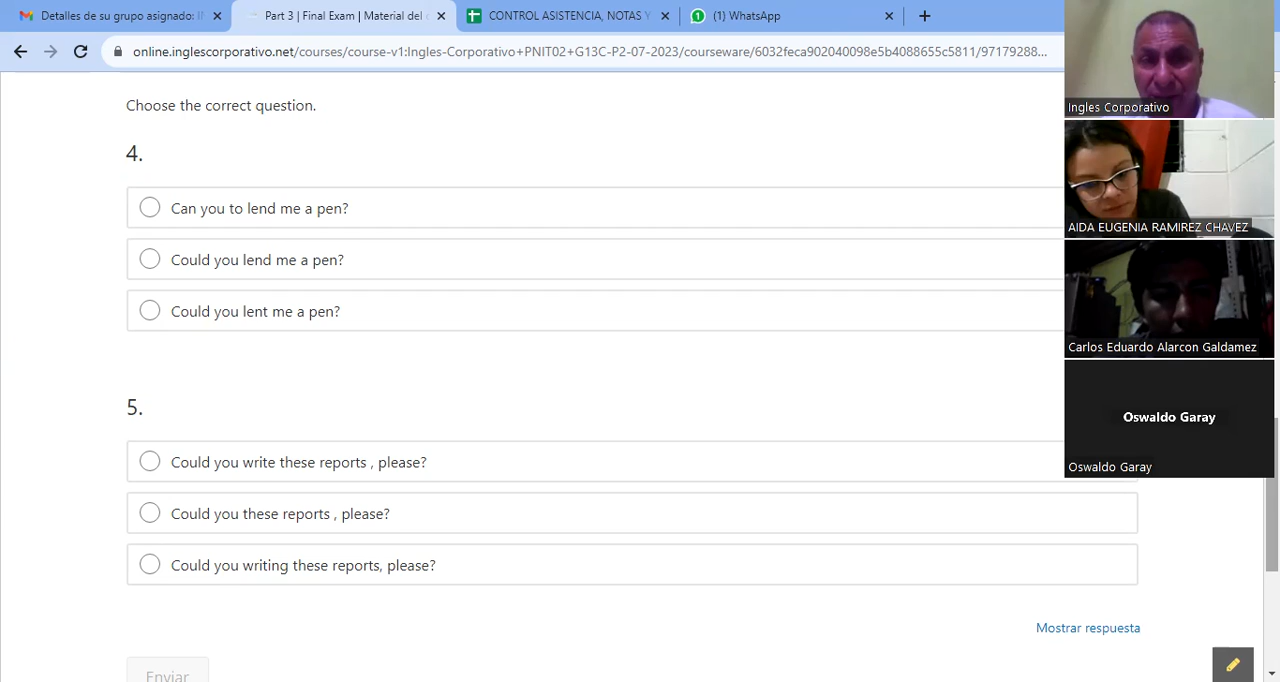 Detalles de su grupo asignado: I
Part 3 | Final Exam | Material del
CONTROL ASISTENCIA, NOTAS Y
(1) WhatsApp
online.inglescorporativo.net/courses/course-v1:Ingles-Corporativo+PNIT02+G13C-P2-07-2023/courseware/6032feca902040098e5b4088655c5811/97179288...
Choose the correct question.
4.
Can you to lend me a pen?
Could you lend me a pen?
Could you lent me a pen?
5.
Could you write these reports , please?
Could you these reports , please?
Could you writing these reports, please?
Mostrar respuesta
Enviar
Ingles Corporativo
AIDA EUGENIA RAMIREZ CHAVEZ
Carlos Eduardo Alarcon Galdamez
Oswaldo Garay
Oswaldo Garay